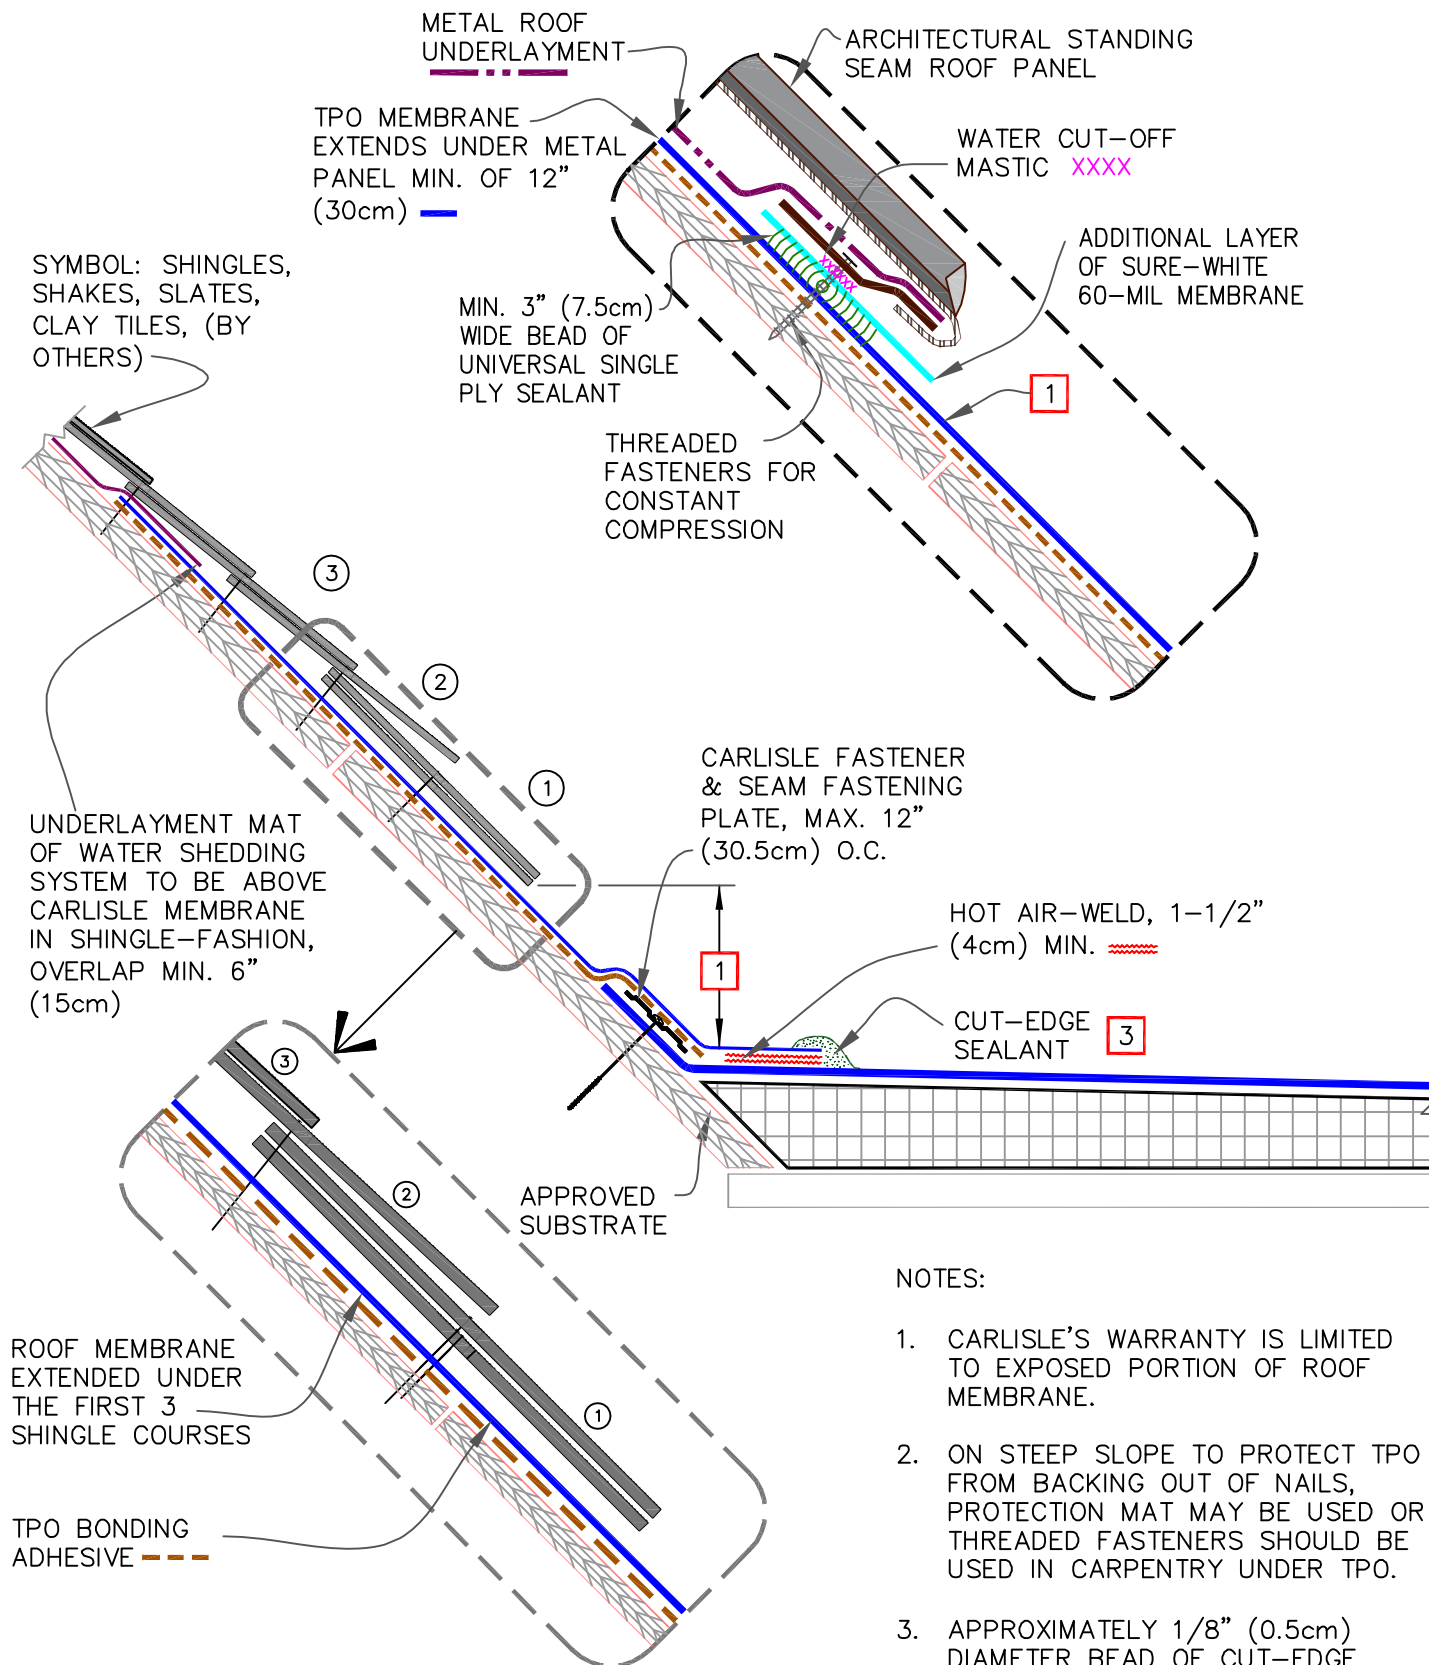 METAL ROOF
UNDERLAYMENT
ARCHITECTURAL STANDING
SEAM ROOF PANEL
TPO MEMBRANE
EXTENDS UNDER METAL
PANEL MIN. OF 12"
(30cm)
WATER CUT-OFF
MASTIC XXXX
SYMBOL: SHINGLES,
SHAKES, SLATES,
CLAY TILES, (BY
OTHERS)
ADDITIONAL LAYER
OF SURE-WHITE
60-MIL MEMBRANE
MIN. 3" (7.5cm)
WIDE BEAD OF
UNIVERSAL SINGLE
PLY SEALANT
1
THREADED
FASTENERS FOR
CONSTANT
COMPRESSION
3
2
1
CARLISLE FASTENER
& SEAM FASTENING
PLATE, MAX. 12"
(30.5cm) O.C.
UNDERLAYMENT MAT
OF WATER SHEDDING
SYSTEM TO BE ABOVE
CARLISLE MEMBRANE
IN SHINGLE-FASHION,
OVERLAP MIN. 6"
(15cm)
HOT AIR-WELD, 1-1/2"
(4cm) MIN.
1
CUT-EDGE
SEALANT 3
3
2
1
APPROVED
SUBSTRATE
ROOF MEMBRANE
EXTENDED UNDER
THE FIRST 3
SHINGLE COURSES
TPO BONDING
ADHESIVE
NOTES:
1. CARLISLE'S WARRANTY IS LIMITED
TO EXPOSED PORTION OF ROOF
MEMBRANE.
2. ON STEEP SLOPE TO PROTECT TPO
FROM BACKING OUT OF NAILS,
PROTECTION MAT MAY BE USED OR
THREADED FASTENERS SHOULD BE
USED IN CARPENTRY UNDER TPO.
3. APPROXIMATELY 1/8" (0.5cm)
DIAMETER BEAD OF CUT-EDGE